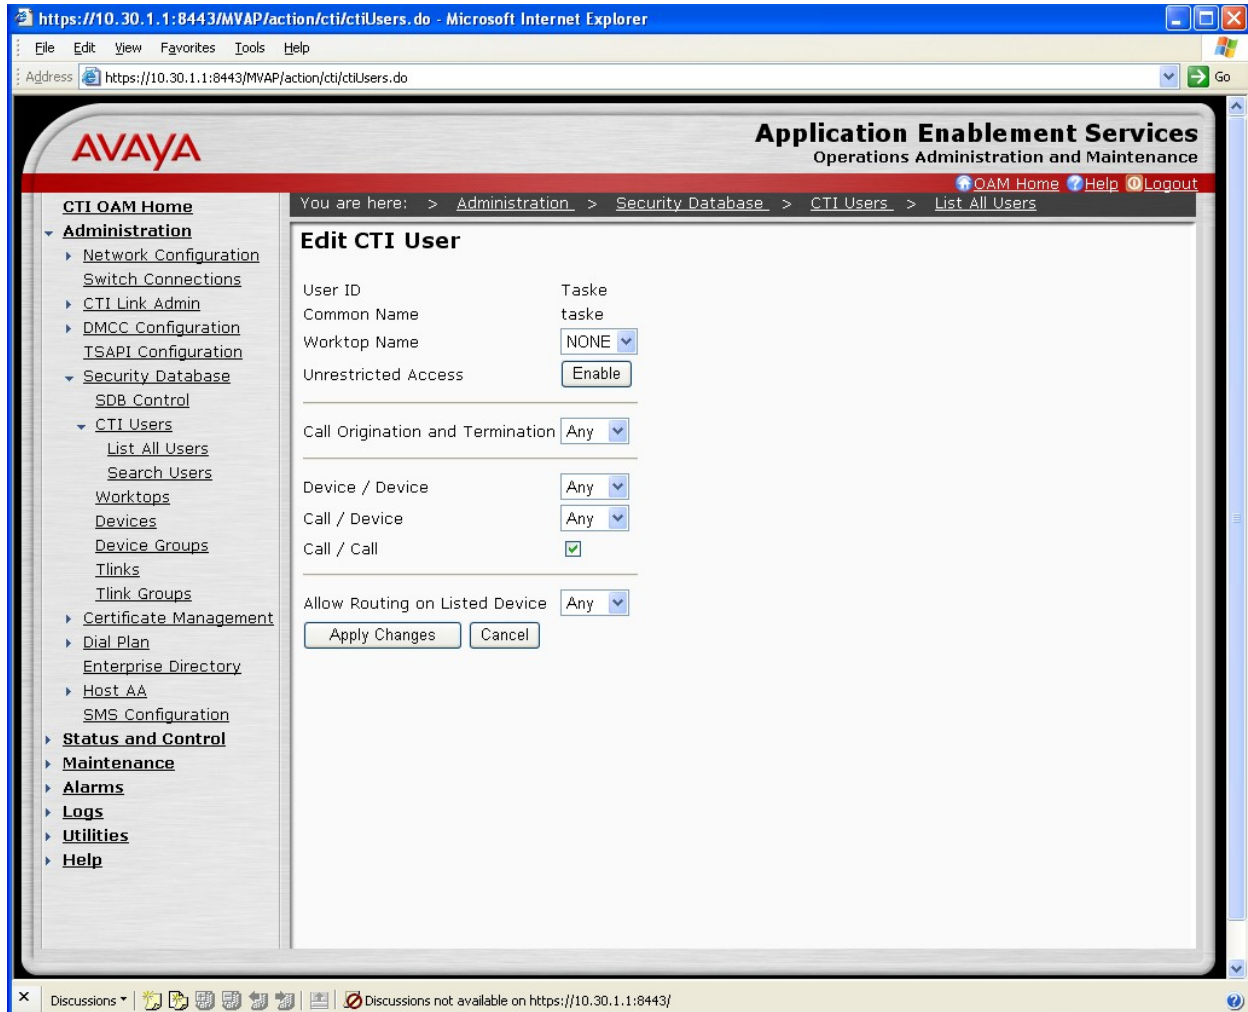 https://10.30.1.1:8443/MVAP/action/cti/ctiUsers.do - Microsoft Internet Explorer
File Edit View Favorites Tools Help
Address https://10.30.1.1:8443/MVAP/action/cti/ctiUsers.do Go
AVAYA
Application Enablement Services
Operations Administration and Maintenance
OAM Home Help Logout
You are here: > Administration > Security Database > CTI Users > List All Users
CTI OAM Home
Administration
Network Configuration
Switch Connections
CTI Link Admin
DMCC Configuration
TSAPI Configuration
Security Database
SDB Control
CTI Users
List All Users
Search Users
Worktops
Devices
Device Groups
Tlinks
Tlink Groups
Certificate Management
Dial Plan
Enterprise Directory
Host AA
SMS Configuration
Status and Control
Maintenance
Alarms
Logs
Utilities
Help
Edit CTI User
User ID Taske
Common Name taske
Worktop Name NONE
Unrestricted Access Enable
Call Origination and Termination Any
Device / Device Any
Call / Device Any
Call / Call
Allow Routing on Listed Device Any
Apply Changes Cancel
Discussions Discussions not available on https://10.30.1.1:8443/